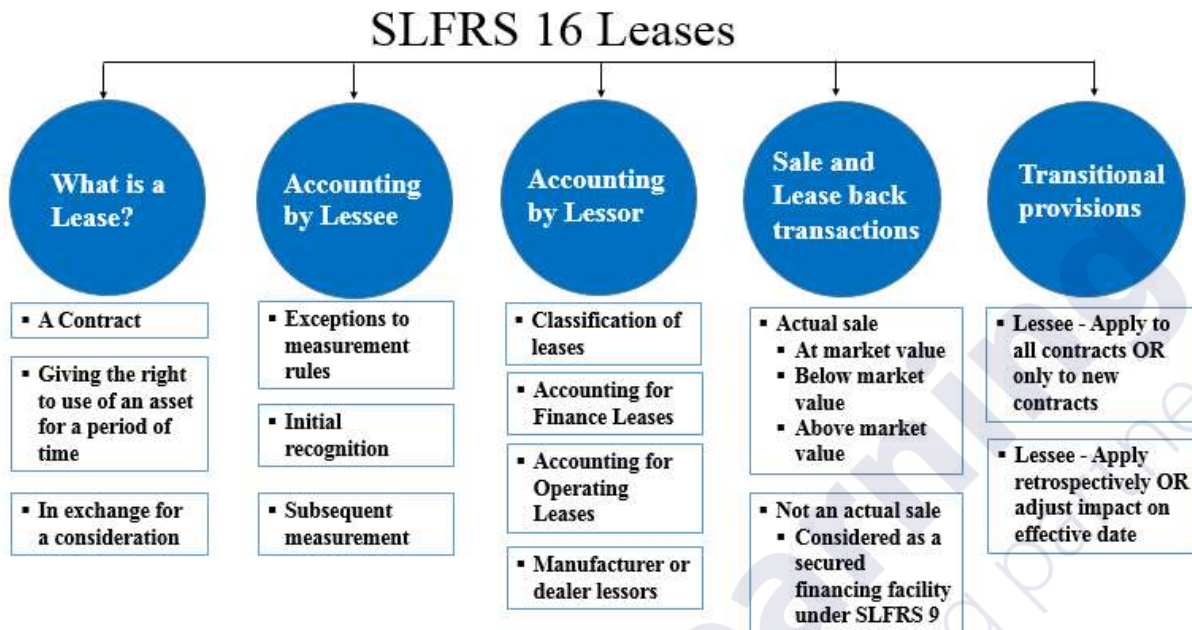 SLFRS 16 Leases
What is a
Lease?
▪ A Contract
▪ Giving the right
to use of an asset
for a period of
time
▪ In exchange for
a consideration
Accounting
by Lessee
▪ Exceptions to
measurement
rules
▪ Initial
recognition
▪ Subsequent
measurement
Accounting
by Lessor
▪ Classification of
leases
▪ Accounting for
Finance Leases
▪ Accounting for
Operating
Leases
▪ Manufacturer or
dealer lessors
Sale and
Lease back
transactions
▪ Actual sale
▪ At market value
▪ Below market
value
▪ Above market
value
▪ Not an actual sale
▪ Considered as a
secured
financing facility
under SLFRS 9
Transitional
provisions
▪ Lessee - Apply to
all contracts OR
only to new
contracts
▪ Lessee - Apply
retrospectively OR
adjust impact on
effective date